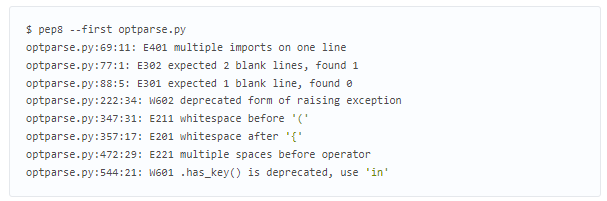 $ pep8 --first optparse.py
optparse.py:69:11: E401 multiple imports on one line
optparse.py:77:1: E302 expected 2 blank lines, found 1
optparse.py:88:5: E301 expected 1 blank line, found 0
optparse.py:222:34: W602 deprecated form of raising exception
optparse.py:347:31: E211 whitespace before '('
optparse.py:357:17: E201 whitespace after '{'
optparse.py:472:29: E221 multiple spaces before operator
optparse.py:544:21: W601 .has_key() is deprecated, use 'in'